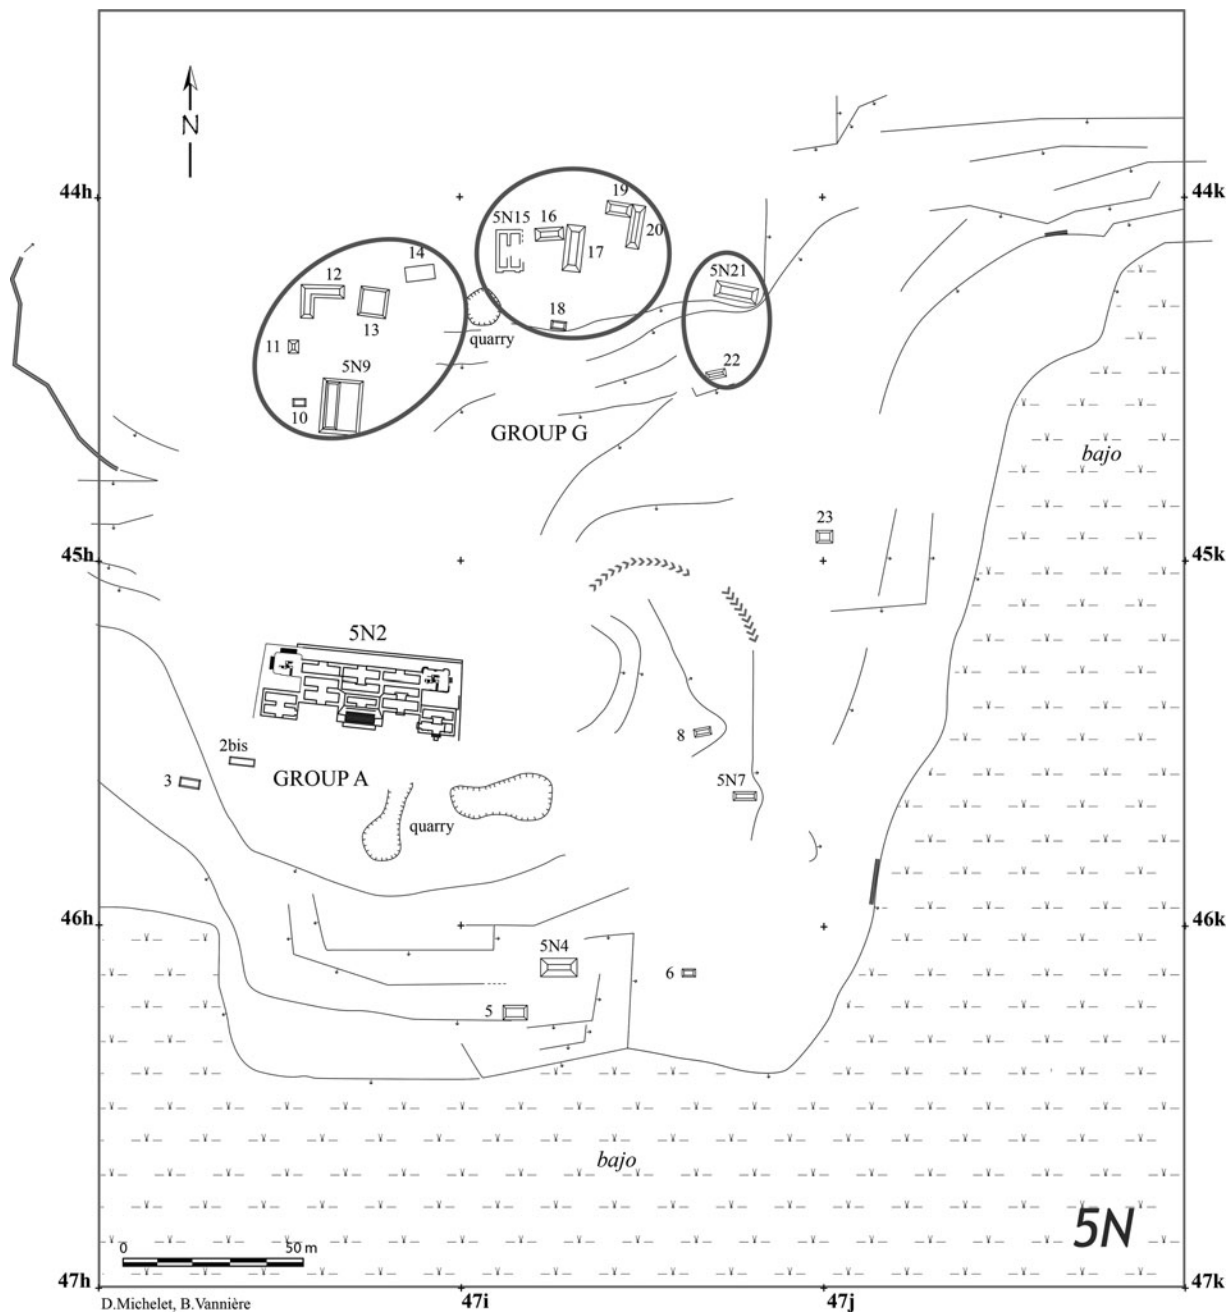 N
44h
44k
19
5N15
16
20
17
14
5N21
12
18
13
quarry
11
22
5N9
10
GROUP G
bajo
23
45h
45k
5N2
8
2bis
GROUP A
3
5N7
quarry
46h
46k
5N4
6
5
bajo
5N
0 50 m
47h
47i
47j
47k
D.Michelet, B.Vannière